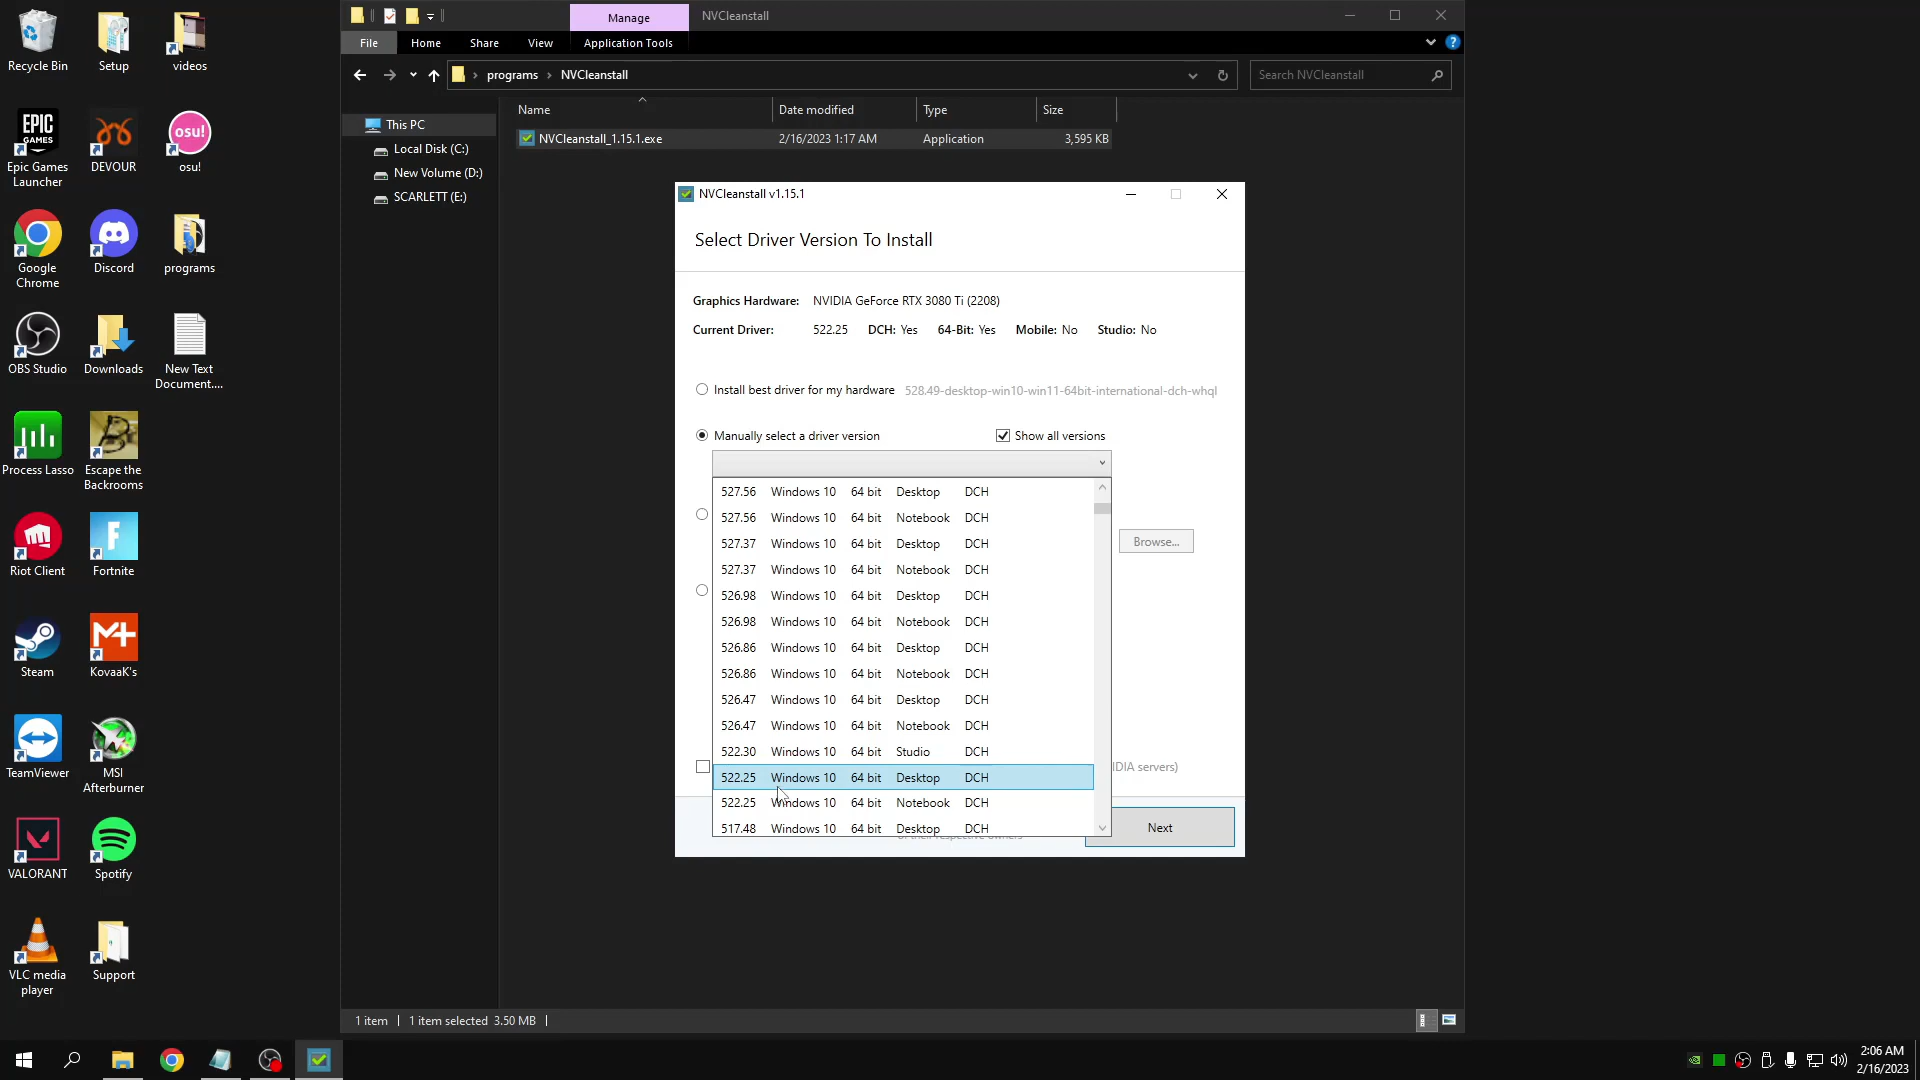 Manage
NVCleanstall
File
Home
Share
View
Application Tools
programs
NVCleanstall
Search NVCleanstall
Name
Date modified
Type
Size
NVCleanstall_1.15.1.exe
2/16/2023 1:17 AM
Application
3,595 KB
This PC
Local Disk (C:)
New Volume (D:)
SCARLETT (E:)
Recycle Bin
Setup
videos
EPIC
GAMES
Epic Games
Launcher
DEVOUR
osu!
osu!
Google
Chrome
Discord
programs
OBS Studio
Downloads
New Text
Document....
Process Lasso
Escape the
Backrooms
Riot Client
Fortnite
Steam
KovaaK's
TeamViewer
MSI
Afterburner
VALORANT
Spotify
VLC media
player
Support
NVCleanstall v1.15.1
Select Driver Version To Install
Graphics Hardware: NVIDIA GeForce RTX 3080 Ti (2208)
Current Driver: 522.25 DCH: Yes 64-Bit: Yes Mobile: No Studio: No
Install best driver for my hardware 528.49-desktop-win10-win11-64bit-international-dch-whql
Manually select a driver version
Show all versions
527.56 Windows 10 64 bit Desktop DCH
527.56 Windows 10 64 bit Notebook DCH
527.37 Windows 10 64 bit Desktop DCH
527.37 Windows 10 64 bit Notebook DCH
526.98 Windows 10 64 bit Desktop DCH
526.98 Windows 10 64 bit Notebook DCH
526.86 Windows 10 64 bit Desktop DCH
526.86 Windows 10 64 bit Notebook DCH
526.47 Windows 10 64 bit Desktop DCH
526.47 Windows 10 64 bit Notebook DCH
522.30 Windows 10 64 bit Studio DCH
522.25 Windows 10 64 bit Desktop DCH
522.25 Windows 10 64 bit Notebook DCH
517.48 Windows 10 64 bit Desktop DCH
Browse...
IDIA servers)
of their respective owners
Next
1 item
1 item selected 3.50 MB
2:06 AM
2/16/2023